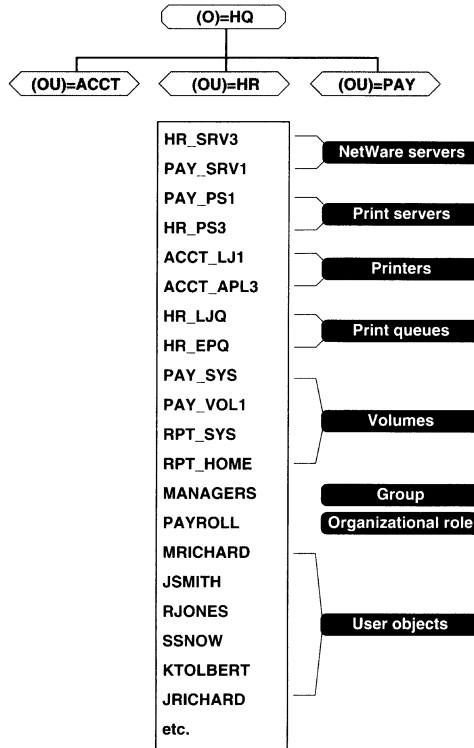 (O)=HQ
(OU)=ACCT (OU)=HR (OU)=PAY
HR_SRV3
NetWare servers
PAY_SRV1
PAY_PS1
Print servers
HR_PS3
ACCT_LJ1
Printers
ACCT_APL3
HR_LJQ
Print queues
HR_EPQ
PAY_SYS
PAY_VOL1
Volumes
RPT_SYS
RPT_HOME
MANAGERS Group
PAYROLL Organizational role
MRICHARD
JSMITH
RJONES
User objects
SSNOW
KTOLBERT
JRICHARD
etc.